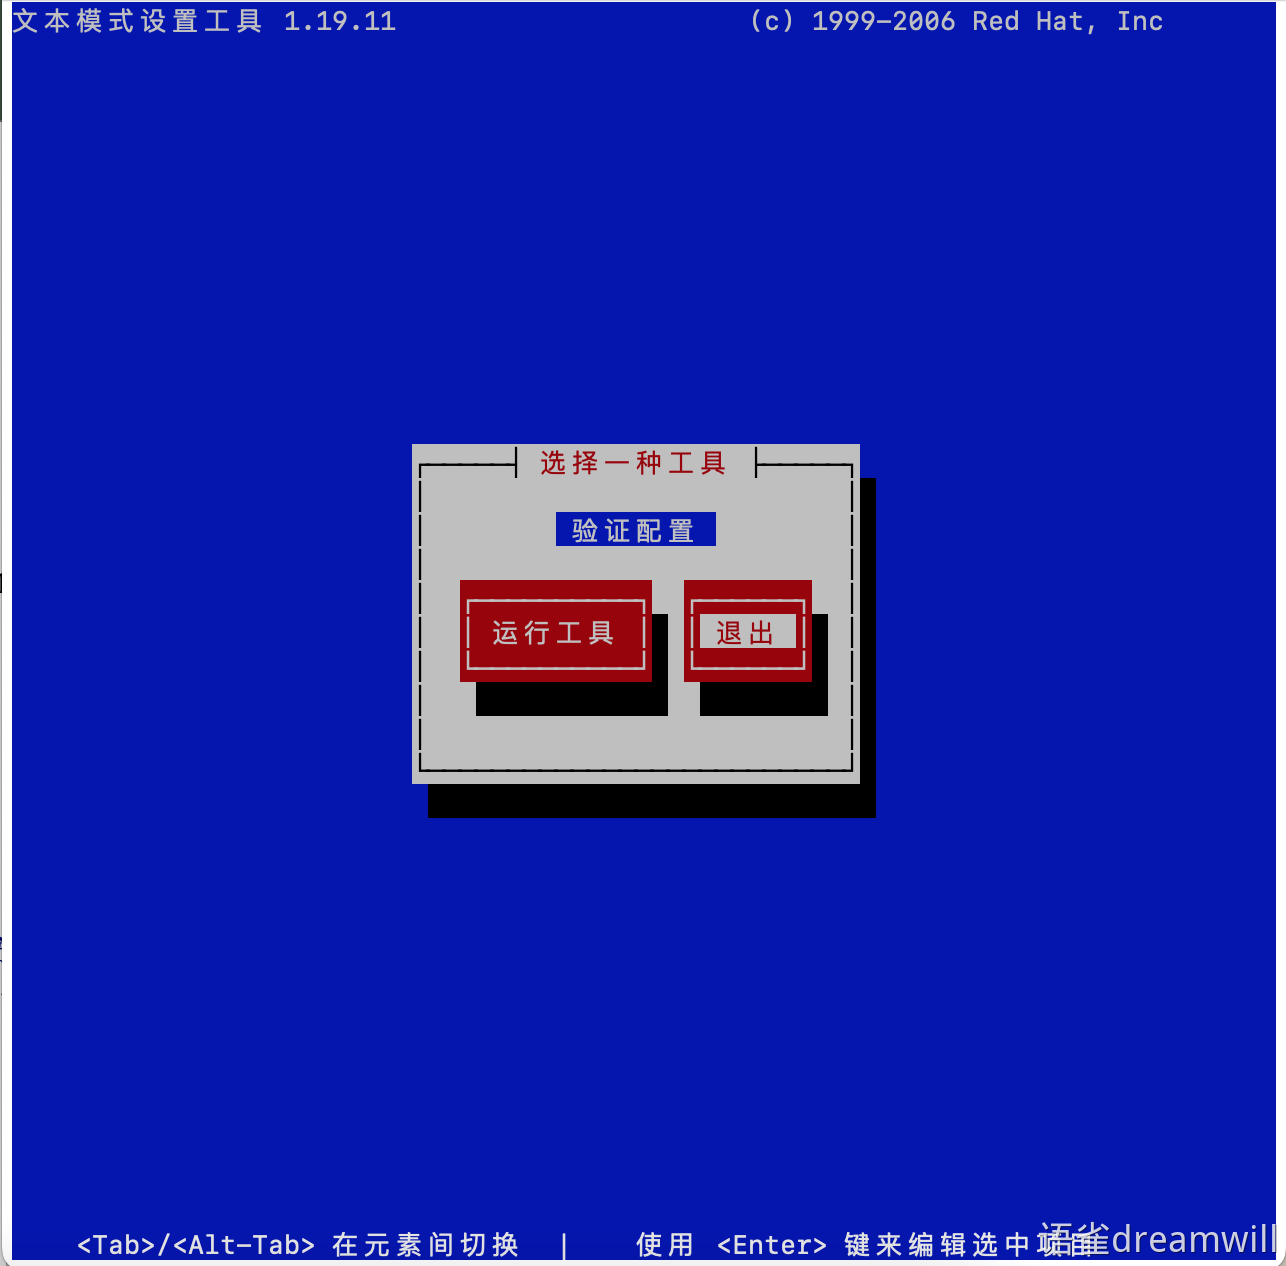 文本模式设置工具 1.19.11 (c) 1999-2006 Red Hat, Inc
选择一种工具
验证配置
运行工具 退出
<Tab>/<Alt-Tab> 在元素间切换 | 使用 <Enter> 键来编辑选中项目
语雀dreamwill